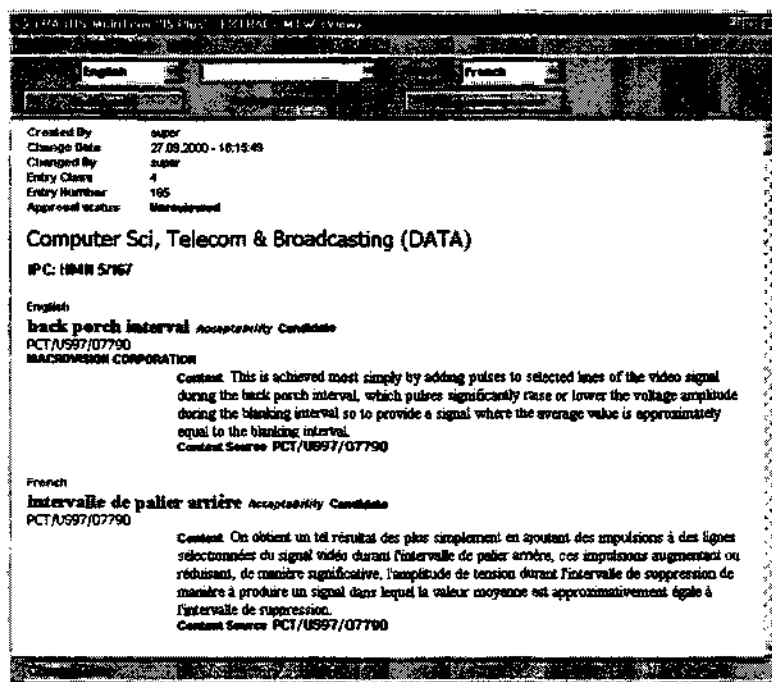 English
French
Created By super
Change Date 27.09.2000 - 16:15:49
Changed By super
Entry Class 4
Entry Number 165
Approval status Unreviewed
Computer Sci, Telecom & Broadcasting (DATA)
IPC: H04N 5/167
English
back porch interval Acceptability Candidate
PCT/US97/07790
MACROVISION CORPORATION
Context This is achieved most simply by adding pulses to selected lines of the video signal
during the back porch interval, which pulses significantly raise or lower the voltage amplitude
during the blanking interval so to provide a signal where the average value is approximately
equal to the blanking interval.
Context Source PCT/US97/07790
French
intervalle de palier arrière Acceptability Candidate
PCT/US97/07790
Context On obtient un tel résultat des plus simplement en ajoutant des impulsions à des lignes
sélectionnées du signal vidéo durant l'intervalle de palier arrière, ces impulsions augmentant ou
réduisant, de manière significative, l'amplitude de tension durant l'intervalle de suppression de
manière à produire un signal dans lequel la valeur moyenne est approximativement égale à
l'intervalle de suppression.
Context Source PCT/US97/07790